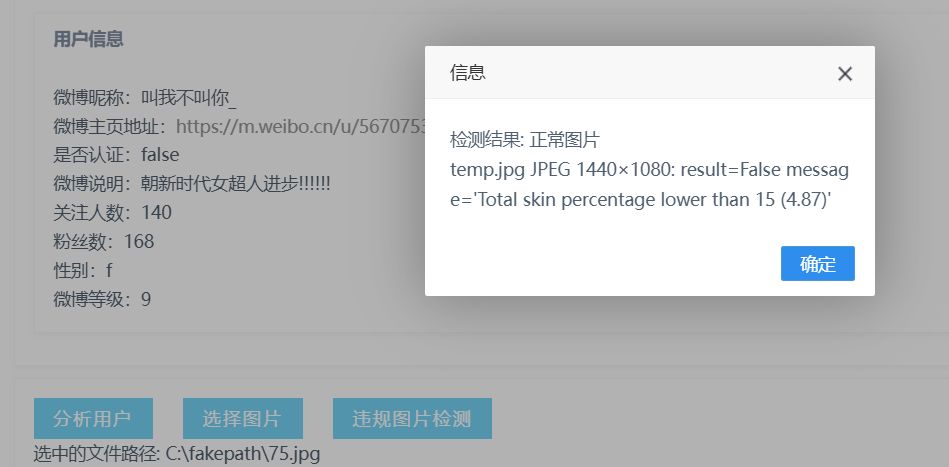 用户信息
微博昵称：叫我不叫你_
微博主页地址：https://m.weibo.cn/u/5670753
是否认证：false
微博说明：朝新时代女超人进步!!!!!!
关注人数：140
粉丝数：168
性别：f
微博等级：9
信息
检测结果: 正常图片
temp.jpg JPEG 1440×1080: result=False messag
e='Total skin percentage lower than 15 (4.87)'
确定
分析用户 选择图片 违规图片检测
选中的文件路径: C:\fakepath\75.jpg